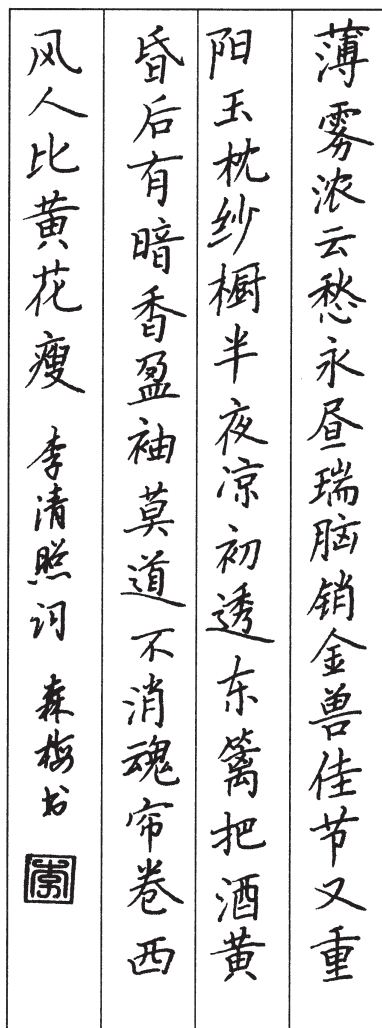 薄雾浓云愁永昼瑞脑销金兽佳节又重
阳玉枕纱橱半夜凉初透东篱把酒黄
昏后有暗香盈袖莫道不消魂帘卷西
风人比黄花瘦 李清照词 森梅书